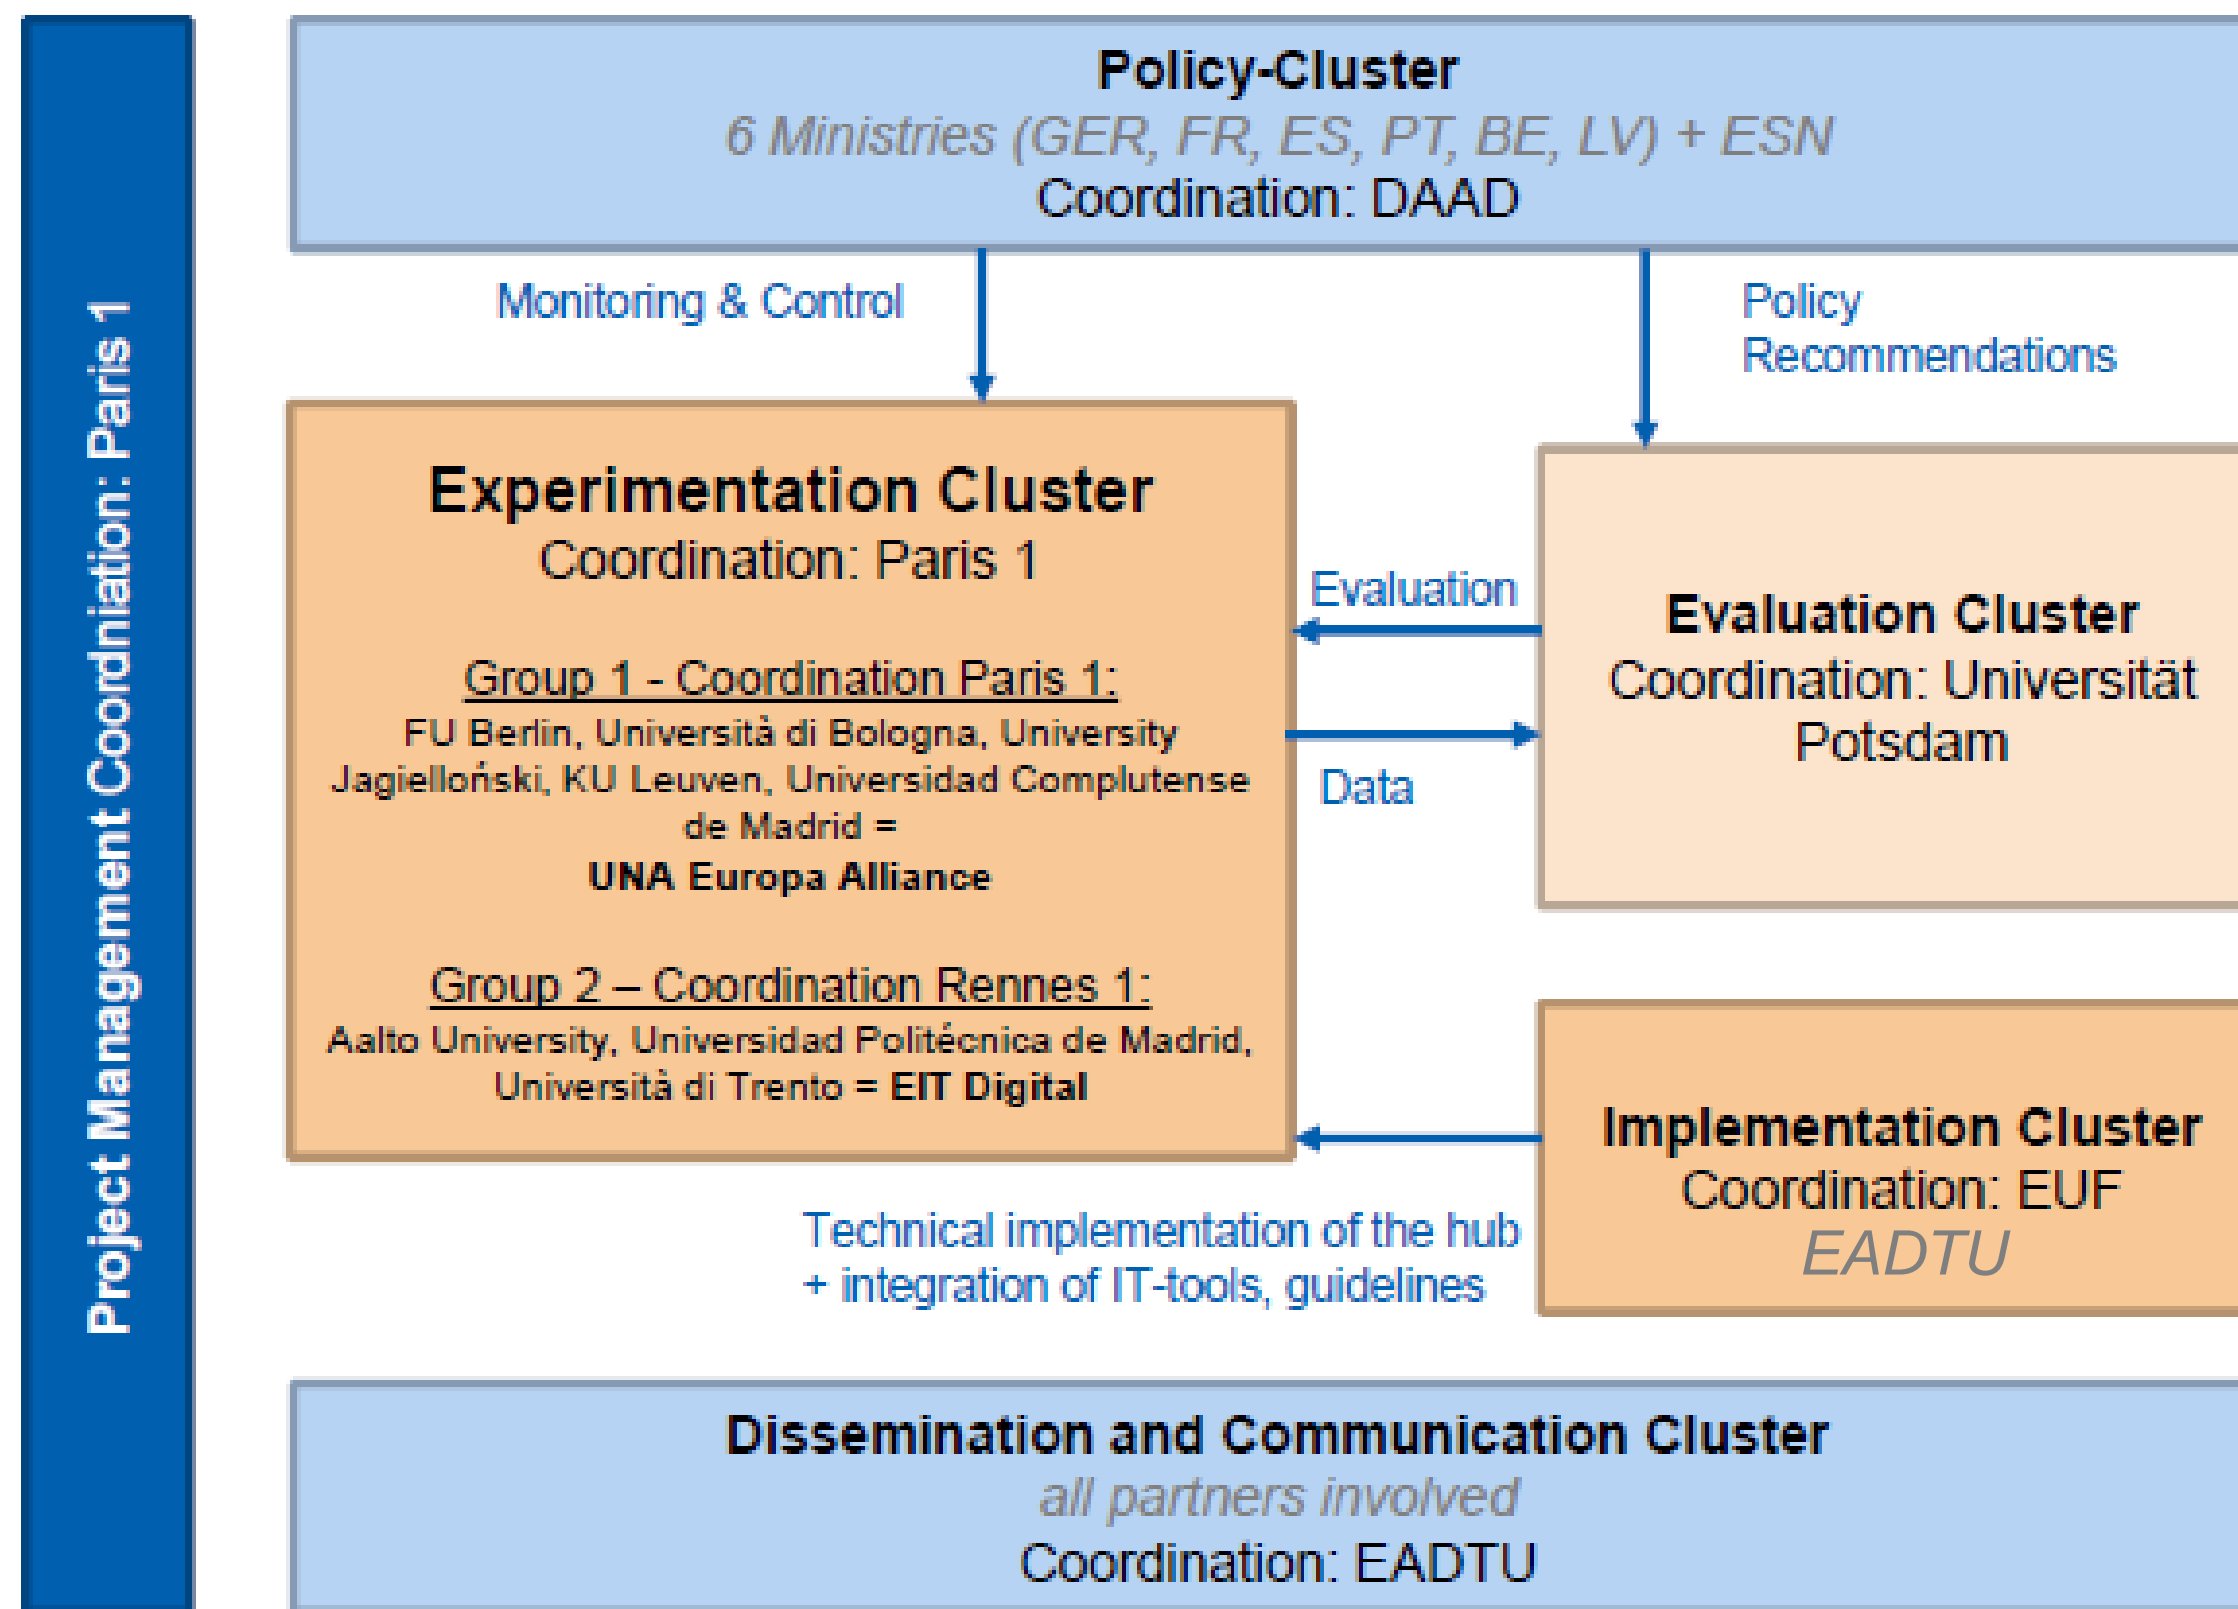 Project Management Coordniation: Paris 1
Policy-Cluster
6 Ministries (GER, FR, ES, PT, BE, LV) + ESN
Coordination: DAAD
Monitoring & Control
Policy
Recommendations
Experimentation Cluster
Coordination: Paris 1
Group 1 - Coordination Paris 1:
FU Berlin, Università di Bologna, University
Jagielloński, KU Leuven, Universidad Complutense
de Madrid =
UNA Europa Alliance
Group 2 – Coordination Rennes 1:
Aalto University, Universidad Politécnica de Madrid,
Università di Trento = EIT Digital
Evaluation
Data
Evaluation Cluster
Coordination: Universität
Potsdam
Implementation Cluster
Coordination: EUF
EADTU
Technical implementation of the hub
+ integration of IT-tools, guidelines
Dissemination and Communication Cluster
all partners involved
Coordination: EADTU